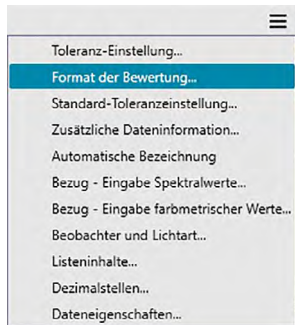 Toleranz-Einstellung...
Format der Bewertung...
Standard-Toleranzeinstellung...
Zusätzliche Dateninformation...
Automatische Bezeichnung
Bezug - Eingabe Spektralwerte...
Bezug - Eingabe farbmetrischer Werte...
Beobachter und Lichtart...
Listeninhalte...
Dezimalstellen...
Dateneigenschaften...